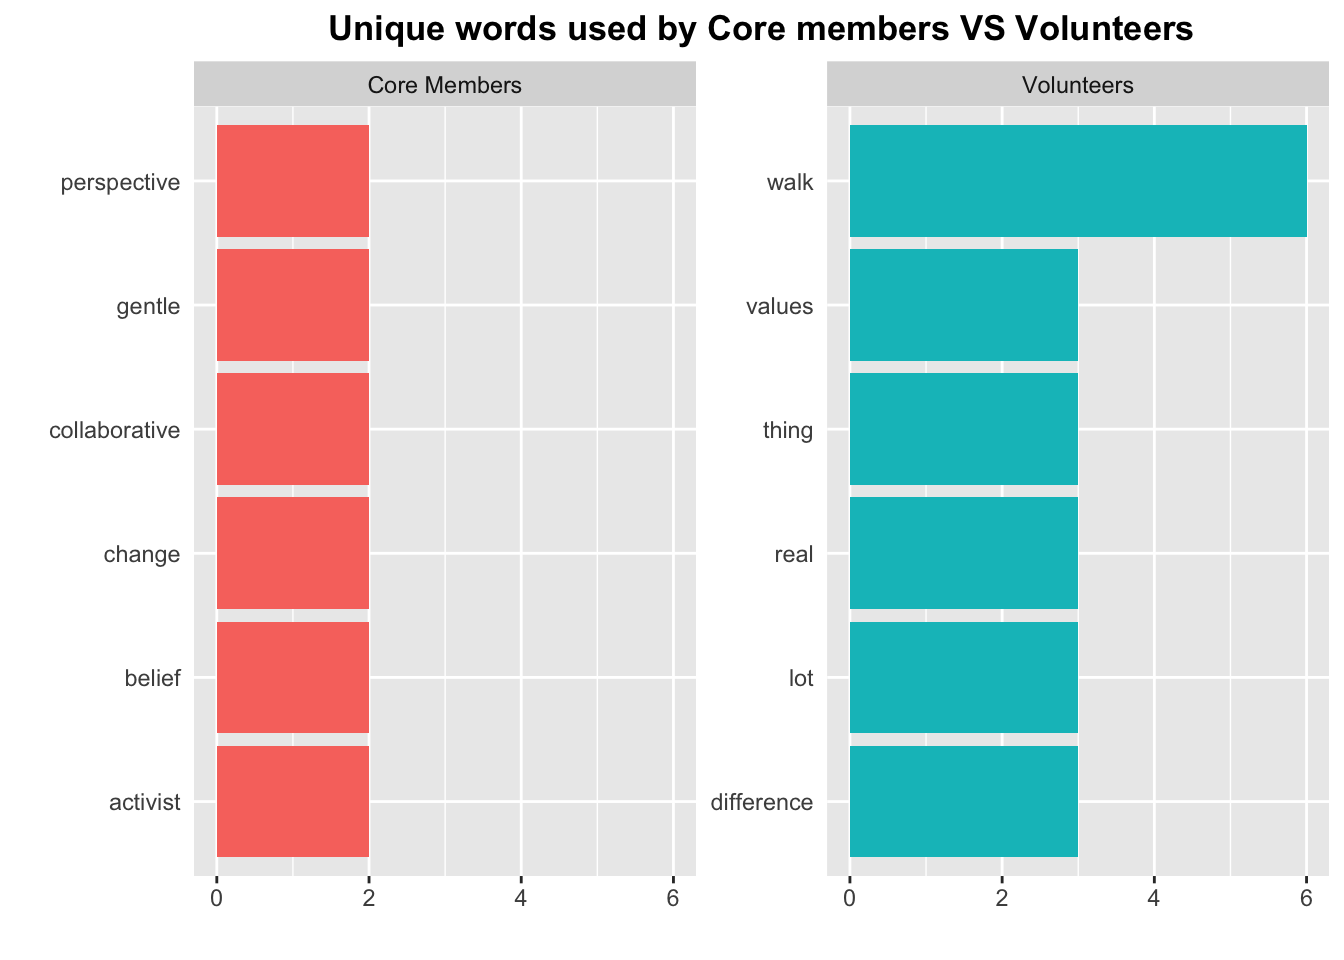 Unique words used by Core members VS Volunteers
Core Members
perspective
gentle
collaborative
change
belief
activist
0 2 4 6
Volunteers
walk
values
thing
real
lot
difference
0 2 4 6